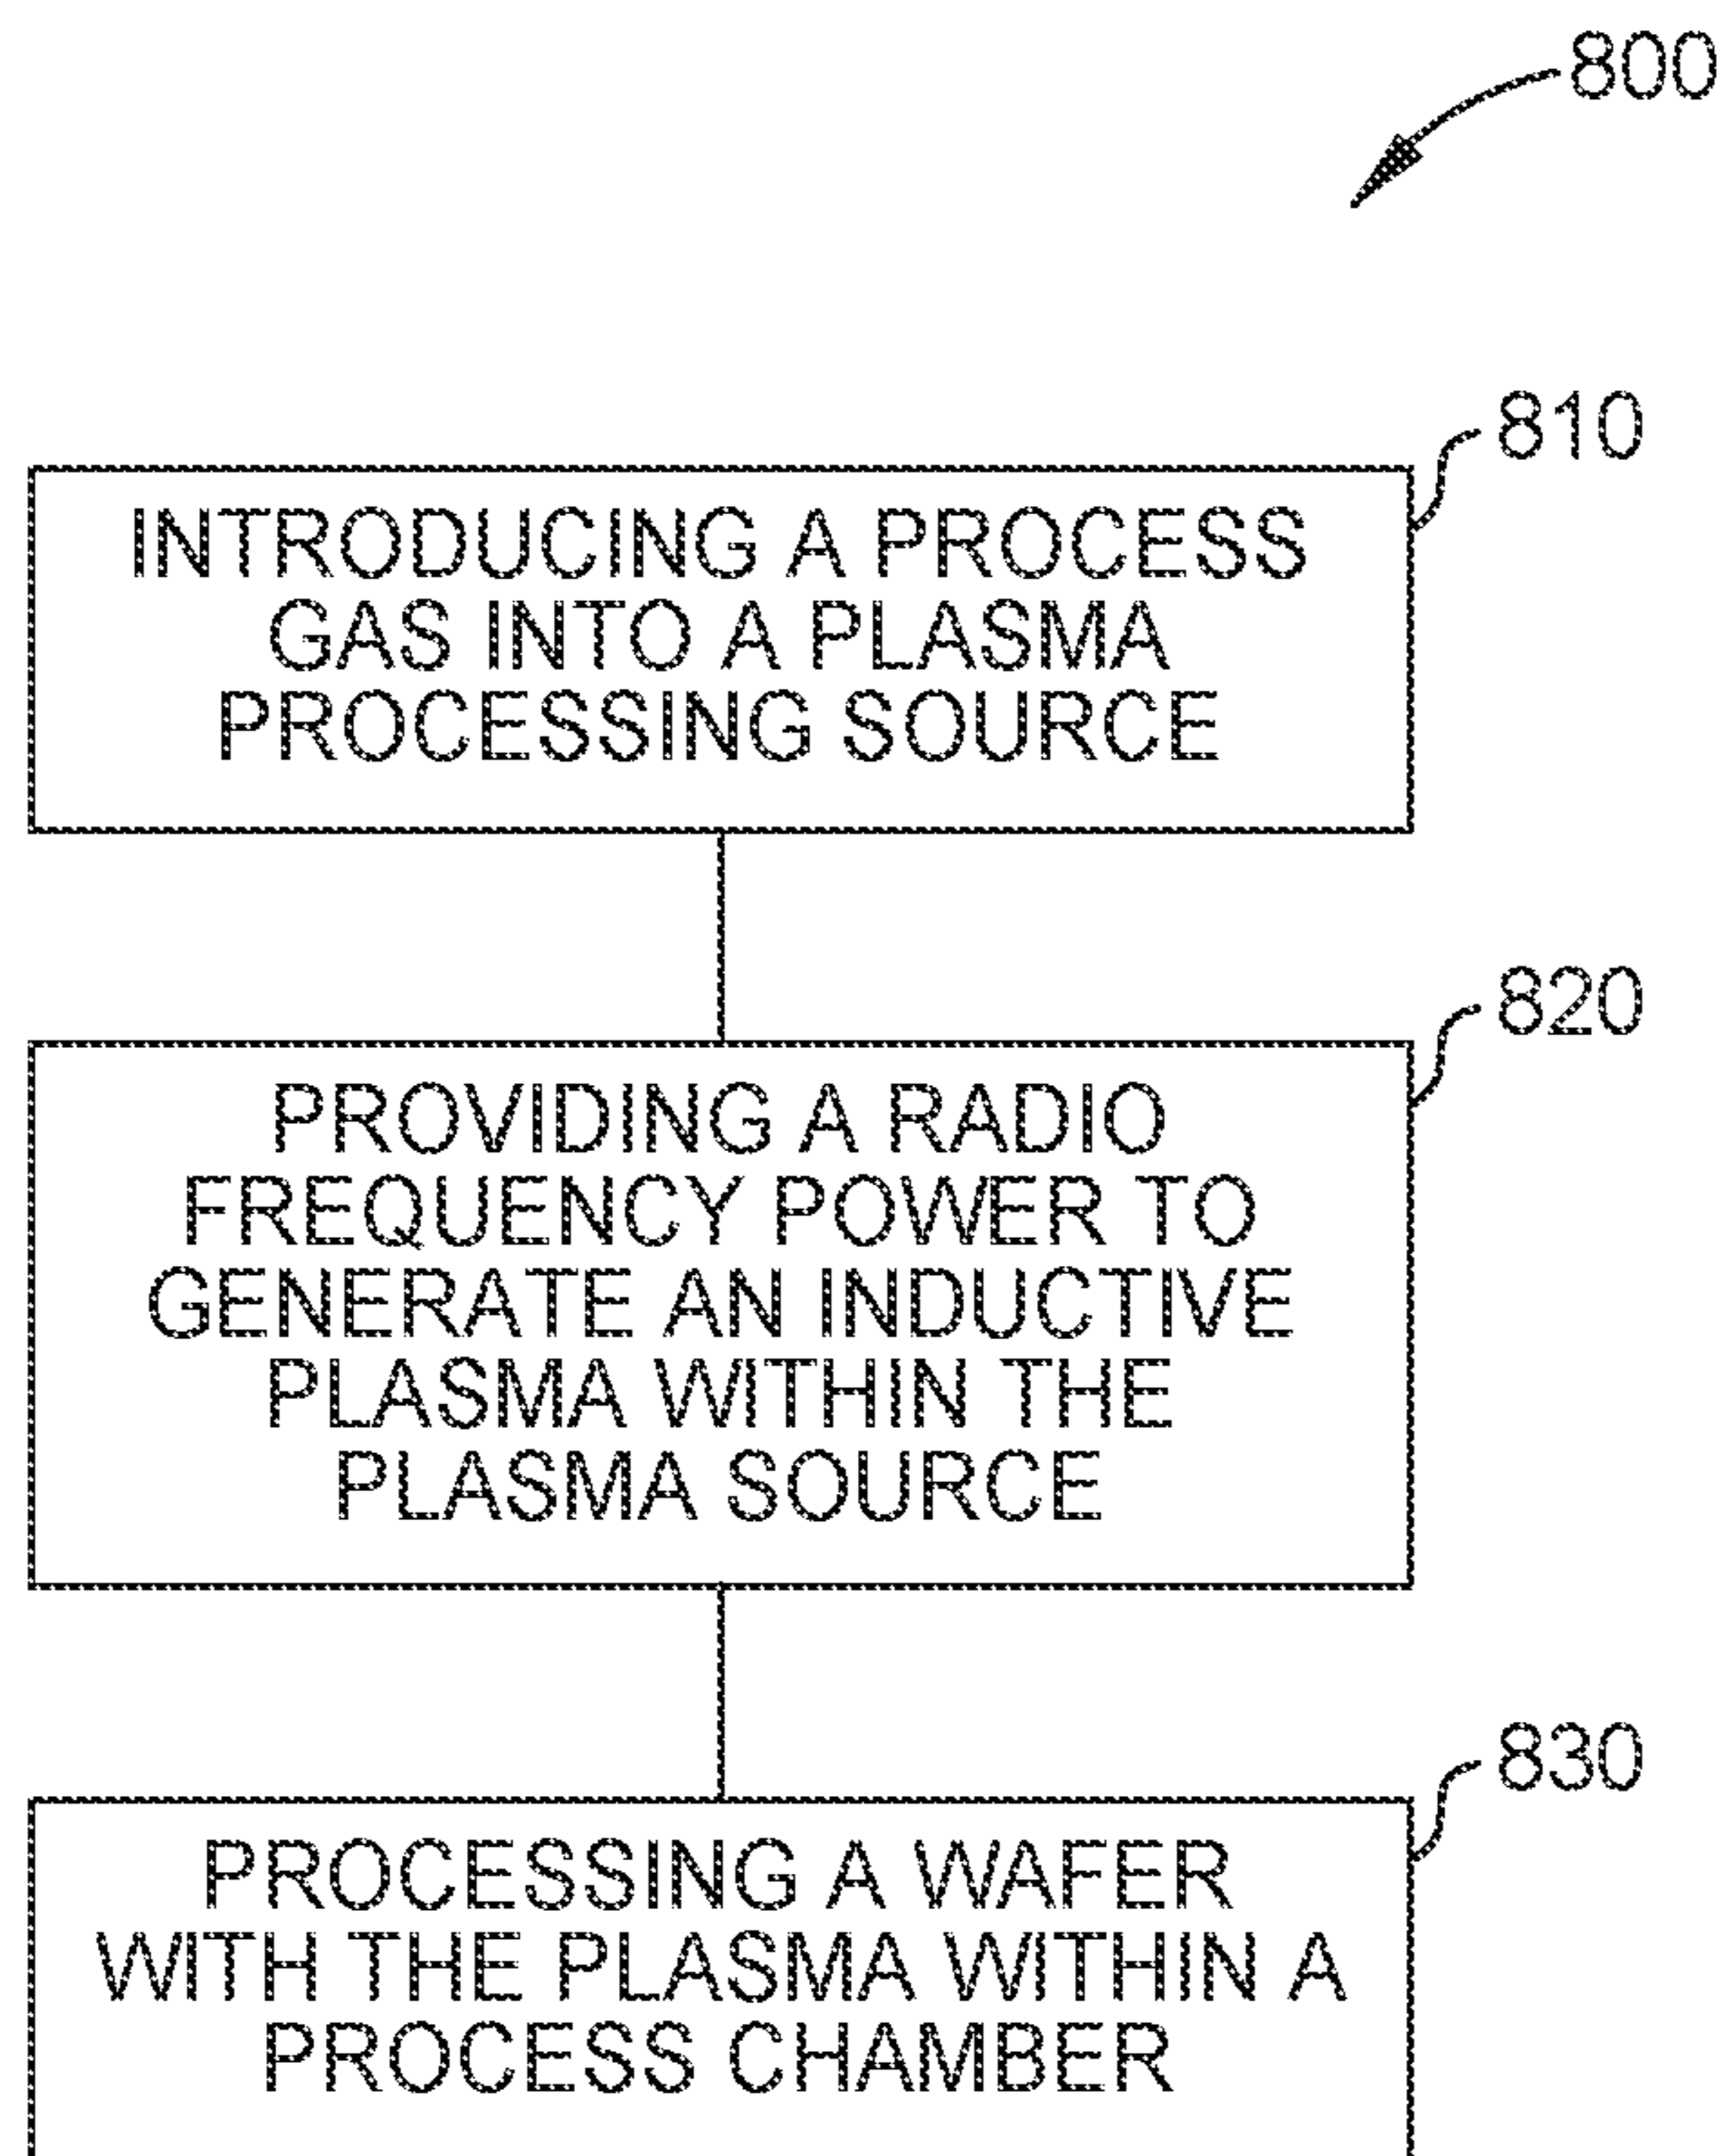 800
810
INTRODUCING A PROCESS
GAS INTO A PLASMA
PROCESSING SOURCE
820
PROVIDING A RADIO
FREQUENCY POWER TO
GENERATE AN INDUCTIVE
PLASMA WITHIN THE
PLASMA SOURCE
830
PROCESSING A WAFER
WITH THE PLASMA WITHIN A
PROCESS CHAMBER